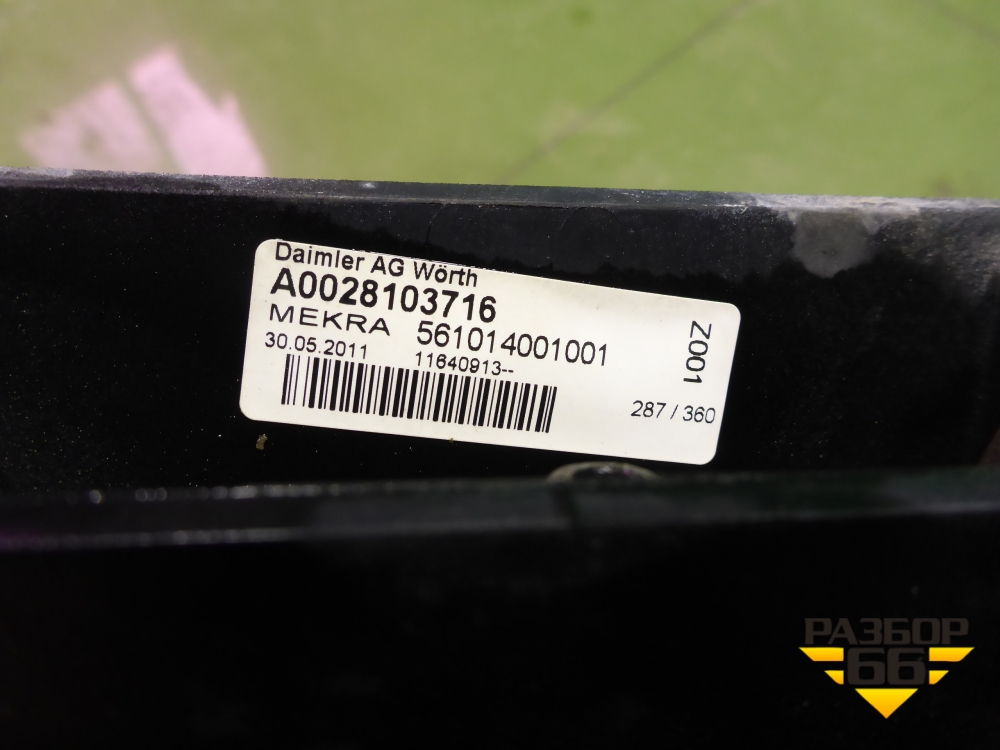 Daimler AG Wörth
A0028103716
MEKRA 561014001001
30.05.2011 11640913--
Z001
287 / 360
РАЗБОР
66